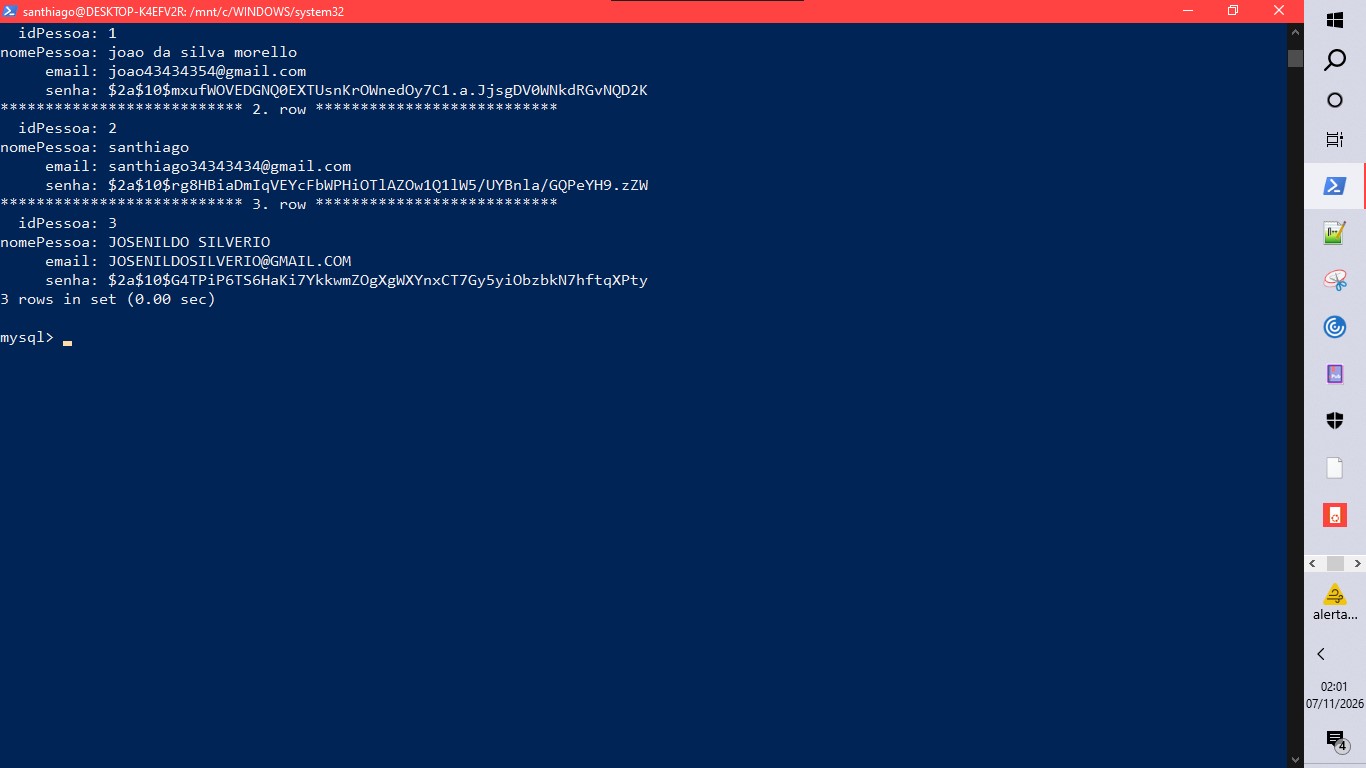 santhiago@DESKTOP-K4EFV2R: /mnt/c/WINDOWS/system32
idPessoa: 1
nomePessoa: joao da silva morello
email: joao43434354@gmail.com
senha: $2a$10$mxufWOVEDGNQ0EXTUsnKrOWnedOy7C1.a.JjsgDV0WNkdRGvNQD2K
*************************** 2. row ***************************
idPessoa: 2
nomePessoa: santhiago
email: santhiago34343434@gmail.com
senha: $2a$10$rg8HBiaDmIqVEYcFbWPHiOTlAZOw1Q1lW5/UYBnla/GQPeYH9.zZW
*************************** 3. row ***************************
idPessoa: 3
nomePessoa: JOSENILDO SILVERIO
email: JOSENILDOSILVERIO@GMAIL.COM
senha: $2a$10$G4TPiP6TS6HaKi7YkkwmZOgXgWXYnxCT7Gy5yiObzbkN7hftqXPty
3 rows in set (0.00 sec)
mysql>
alerta...
02:01
07/11/2026
4